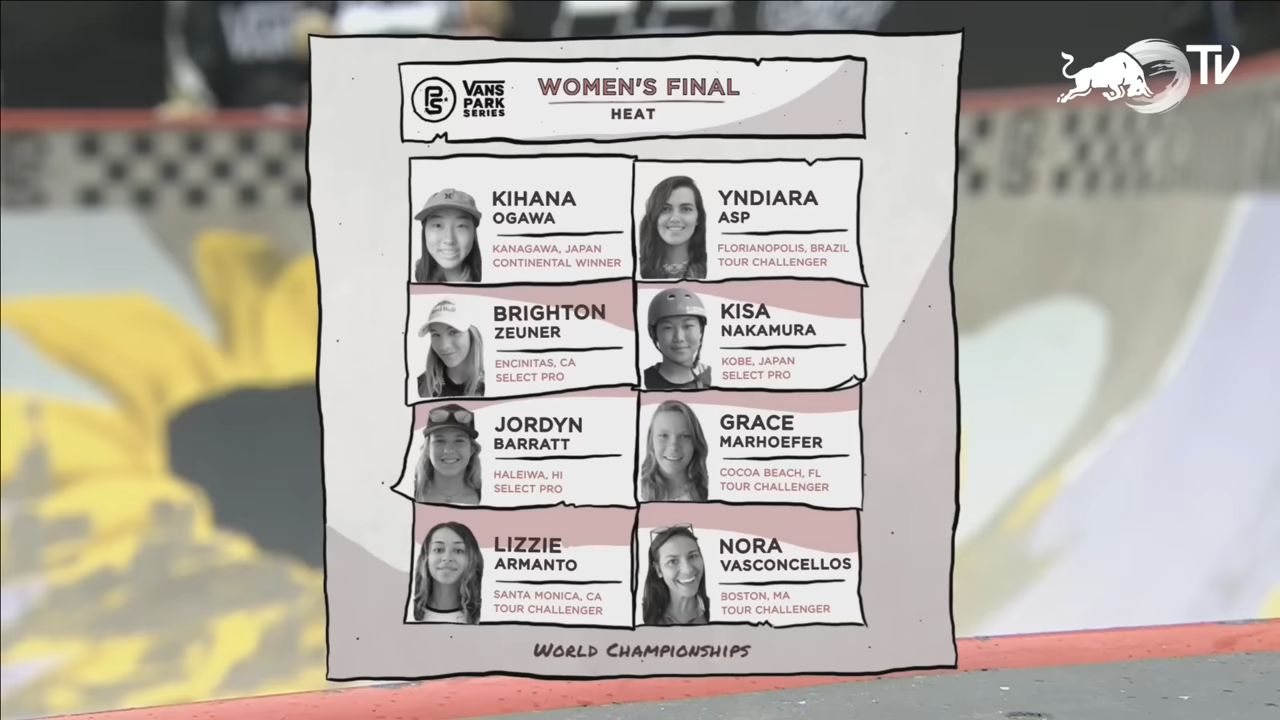 TV
VANS
PARK
SERIES
WOMEN'S FINAL
HEAT
KIHANA
OGAWA
KANAGAWA, JAPAN
CONTINENTAL WINNER
YNDIARA
ASP
FLORIANOPOLIS, BRAZIL
TOUR CHALLENGER
BRIGHTON
ZEUNER
ENCINITAS, CA
SELECT PRO
KISA
NAKAMURA
KOBE, JAPAN
SELECT PRO
JORDYN
BARRATT
HALEIWA, HI
SELECT PRO
GRACE
MARHOEFER
COCOA BEACH, FL
TOUR CHALLENGER
LIZZIE
ARMANTO
SANTA MONICA, CA
TOUR CHALLENGER
NORA
VASCONCELLOS
BOSTON, MA
TOUR CHALLENGER
WORLD CHAMPIONSHIPS